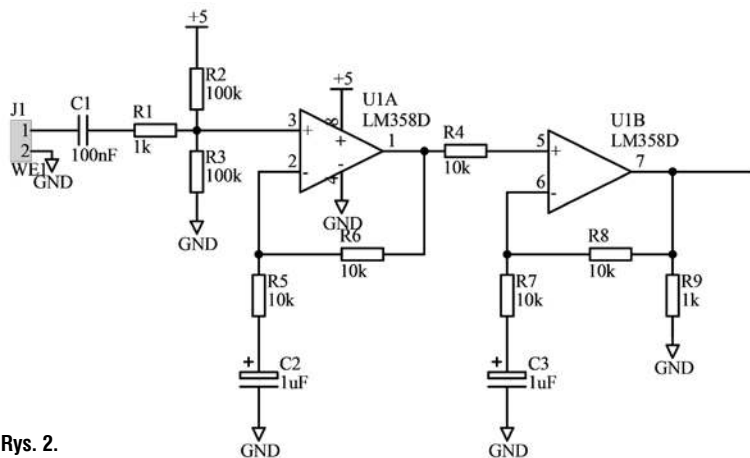 +5
R2
100k
+5
U1A
LM358D
J1
1
2
WE1
GND
C1
100nF
R1
1k
R3
100k
GND
3
+
2
-
8
+
-
4
GND
1
R4
10k
U1B
LM358D
5
+
6
-
7
R6
10k
R5
10k
+
C2
1uF
GND
R8
10k
R7
10k
+
C3
1uF
GND
R9
1k
GND
Rys. 2.